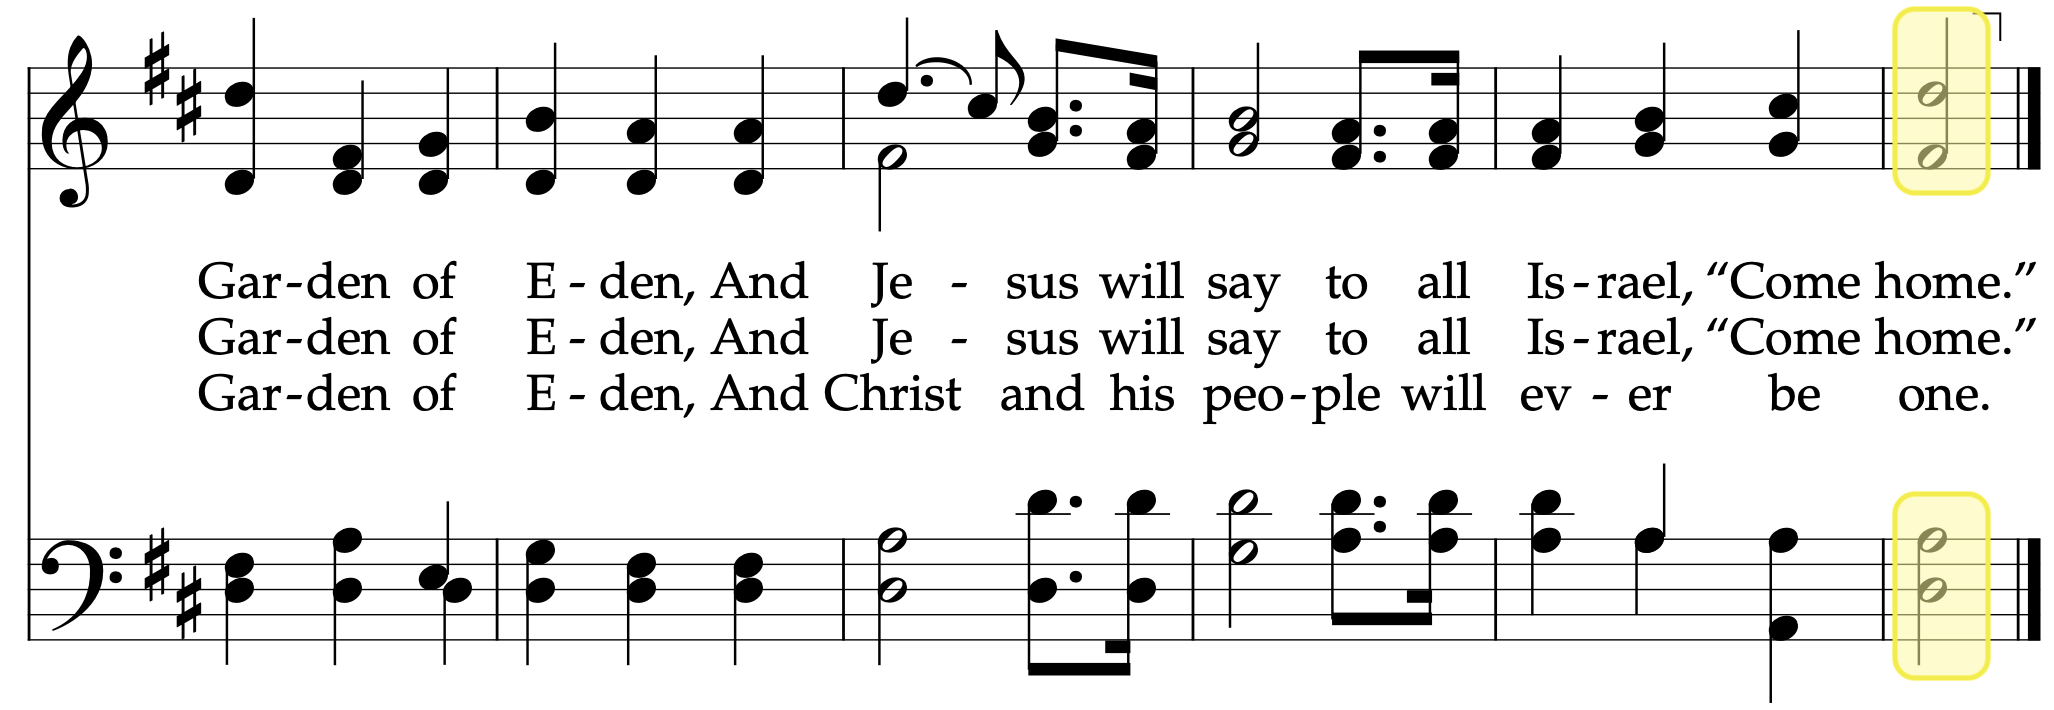 Gar-den of E - den, And Je - sus will say to all Is-rael, “Come home.”
Gar-den of E - den, And Je - sus will say to all Is-rael, “Come home.”
Gar-den of E - den, And Christ and his peo-ple will ev - er be one.